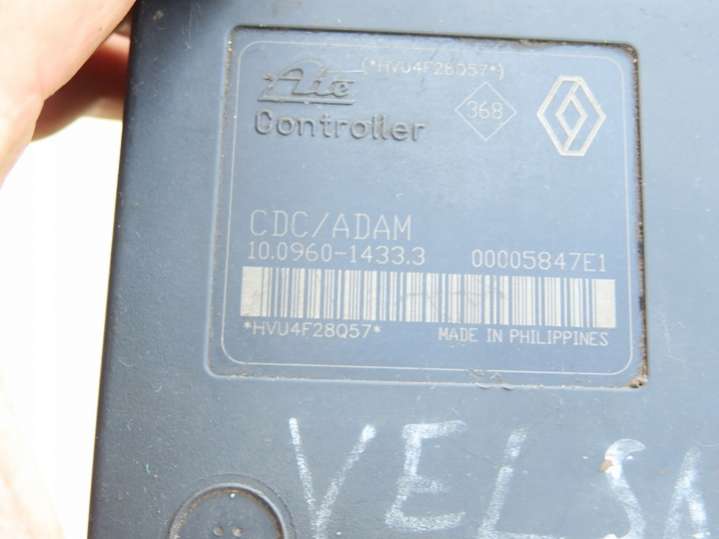 (*HVU4F28Q57*)
Ate
368
Controller
CDC/ADAM
10.0960-1433.3 00005847E1
*HVU4F28Q57* MADE IN PHILIPPINES